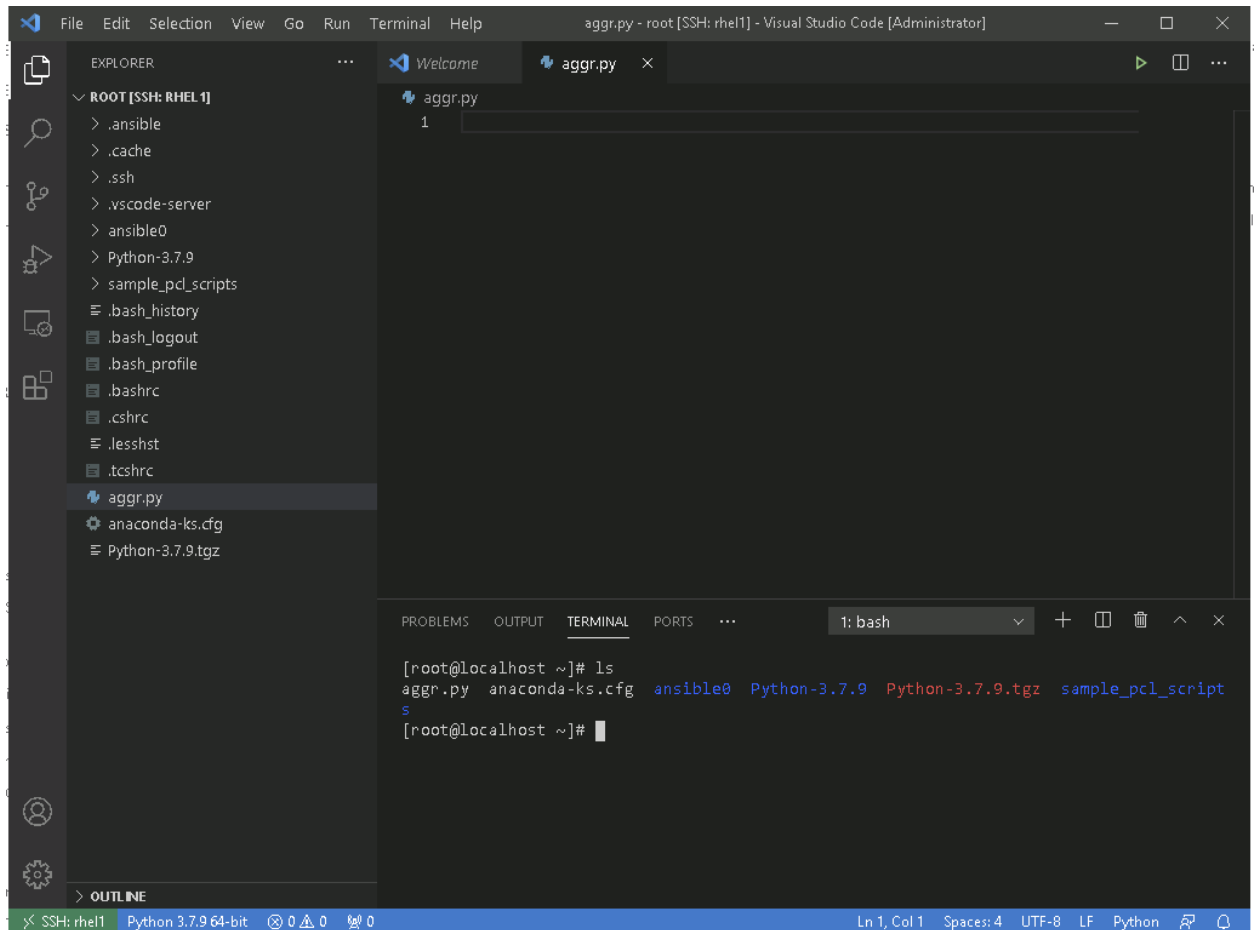 File Edit Selection View Go Run Terminal Help aggr.py - root [SSH: rhel1] - Visual Studio Code [Administrator]
EXPLORER
ROOT [SSH: RHEL1]
.ansible
.cache
.ssh
.vscode-server
ansible0
Python-3.7.9
sample_pcl_scripts
.bash_history
.bash_logout
.bash_profile
.bashrc
.cshrc
.lesshst
.tcshrc
aggr.py
anaconda-ks.cfg
Python-3.7.9.tgz
OUTLINE
Welcome aggr.py
aggr.py
1
PROBLEMS OUTPUT TERMINAL PORTS ... 1: bash
[root@localhost ~]# ls
aggr.py anaconda-ks.cfg ansible0 Python-3.7.9 Python-3.7.9.tgz sample_pcl_script
s
[root@localhost ~]#
SSH: rhel1 Python 3.7.9 64-bit 0 0 0 Ln 1, Col 1 Spaces: 4 UTF-8 LF Python